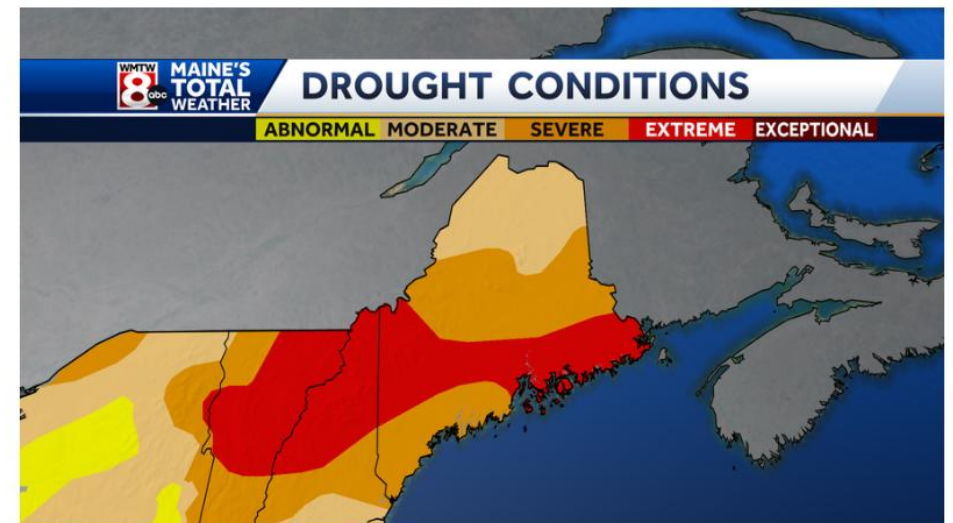 WMTW
8
abc
MAINE'S
TOTAL
WEATHER
DROUGHT CONDITIONS
ABNORMAL MODERATE SEVERE EXTREME EXCEPTIONAL